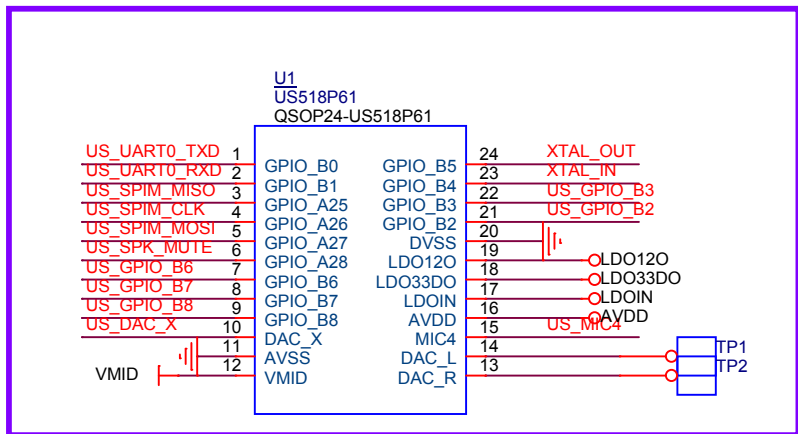 U1
US518P61
QSOP24-US518P61
US_UART0_TXD 1 GPIO_B0 GPIO_B5 24 XTAL_OUT
US_UART0_RXD 2 GPIO_B1 GPIO_B4 23 XTAL_IN
US_SPIM_MISO 3 GPIO_A25 GPIO_B3 22 US_GPIO_B3
US_SPIM_CLK 4 GPIO_A26 GPIO_B2 21 US_GPIO_B2
US_SPIM_MOSI 5 GPIO_A27 DVSS 20
US_SPK_MUTE 6 GPIO_A28 LDO12O 19 LDO12O
US_GPIO_B6 7 GPIO_B6 LDO33DO 18 LDO33DO
US_GPIO_B7 8 GPIO_B7 LDOIN 17 LDOIN
US_GPIO_B8 9 GPIO_B8 AVDD 16 AVDD
US_DAC_X 10 DAC_X MIC4 15 US_MIC4
11 AVSS DAC_L 14 TP1
VMID 12 VMID DAC_R 13 TP2